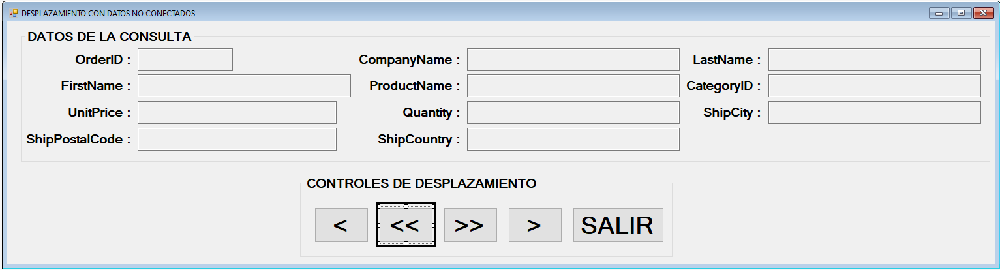 DESPLAZAMIENTO CON DATOS NO CONECTADOS
DATOS DE LA CONSULTA
OrderID : CompanyName : LastName :
FirstName : ProductName : CategoryID :
UnitPrice : Quantity : ShipCity :
ShipPostalCode : ShipCountry :
CONTROLES DE DESPLAZAMIENTO
< << >> > SALIR